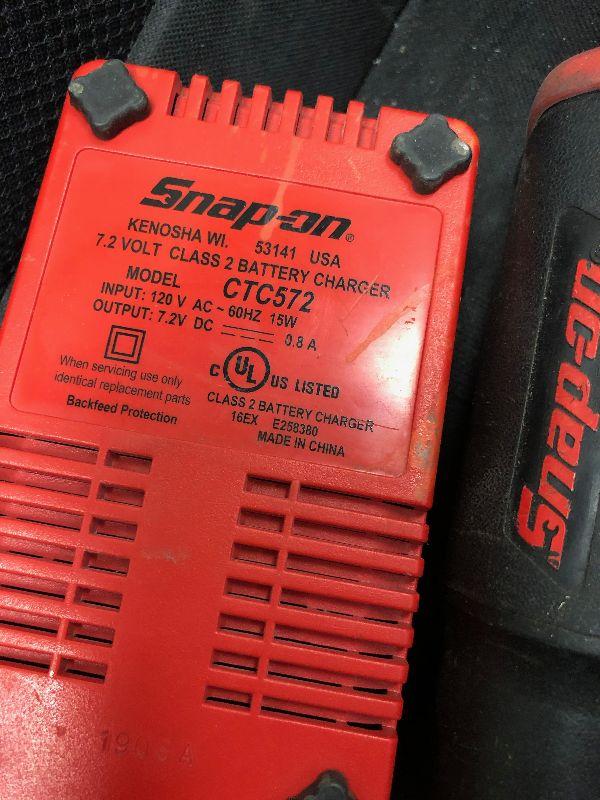 Snap-on®
KENOSHA WI. 53141 USA
7.2 VOLT CLASS 2 BATTERY CHARGER
MODEL CTC572
INPUT: 120 V AC ~ 60HZ 15W
OUTPUT: 7.2V DC 0.8 A
When servicing use only
identical replacement parts
Backfeed Protection
C UL US LISTED
CLASS 2 BATTERY CHARGER
16EX E258380
MADE IN CHINA
Snap-on